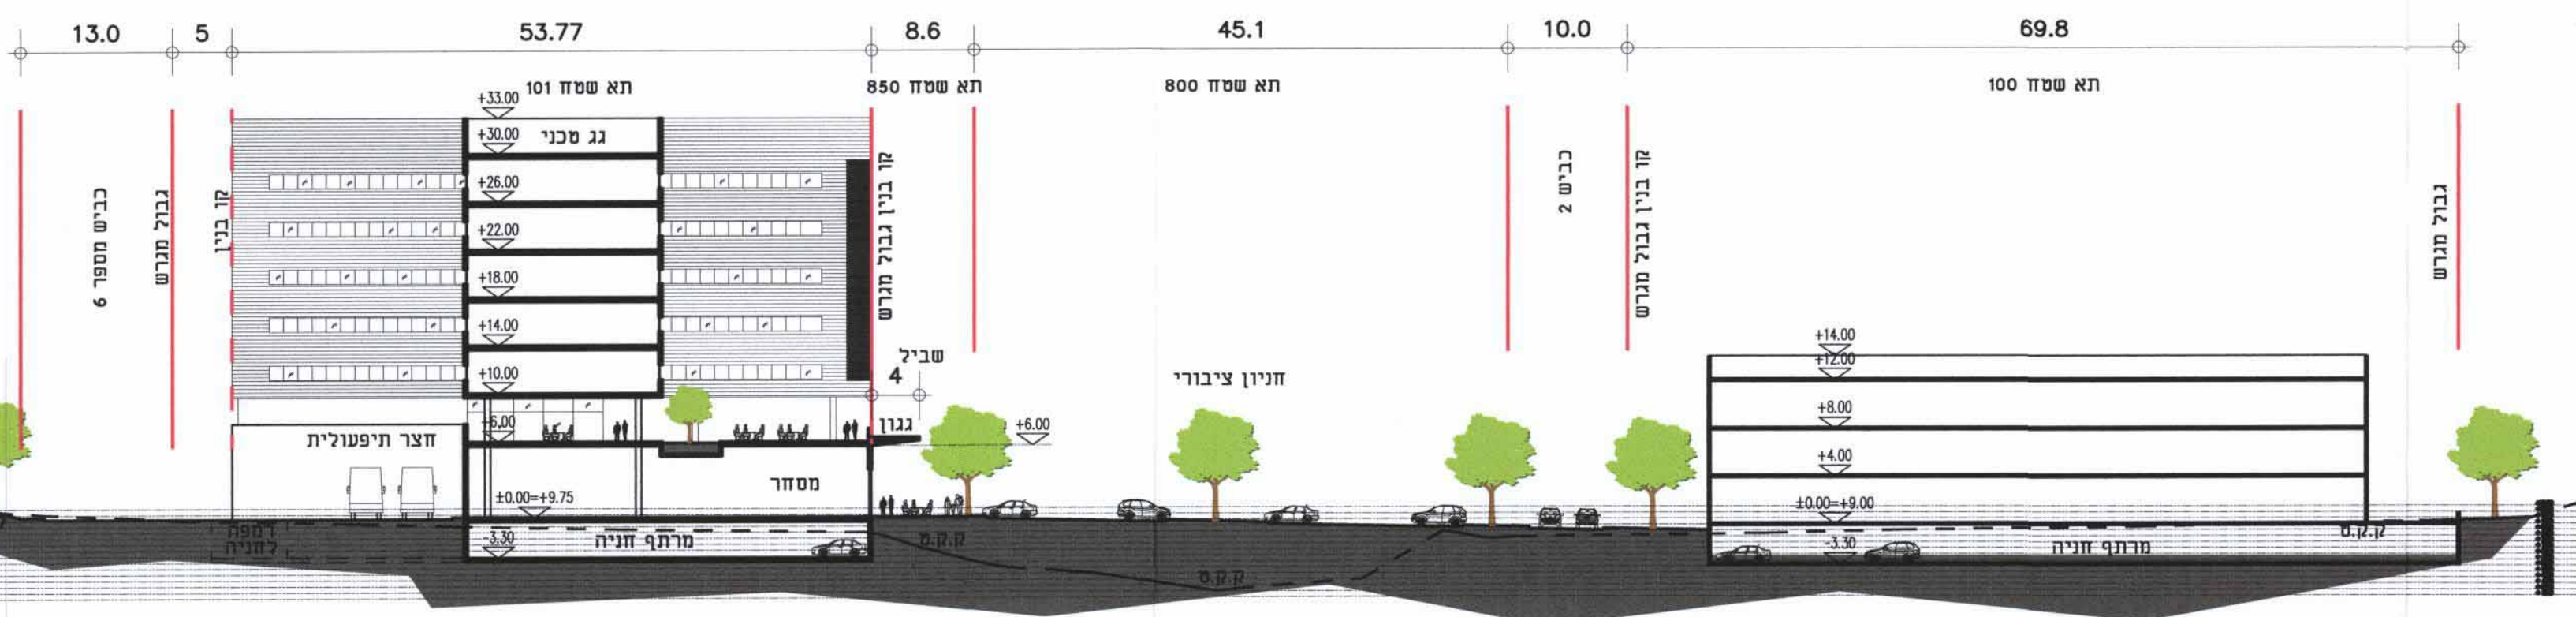 13.0
5
53.77
8.6
45.1
10.0
69.8
תא שטח 101
תא שטח 850
תא שטח 800
תא שטח 100
כביש מספר 6
גבול מגרש
קו בנין
+33.00
+30.00
גג טכני
+26.00
+22.00
+18.00
+14.00
+10.00
+6.00
קו בנין גבול מגרש
שביל
4
גגון
+6.00
חצר תיפעולית
מסחר
±0.00=+9.75
-3.30
מרתף חניה
רמפה
לחניה
ק.ק.מ
ק.ק.מ
חניון ציבורי
כביש 2
קו בנין גבול מגרש
+14.00
+12.00
+8.00
+4.00
±0.00=+9.00
-3.30
מרתף חניה
ק.ק.מ
גבול מגרש